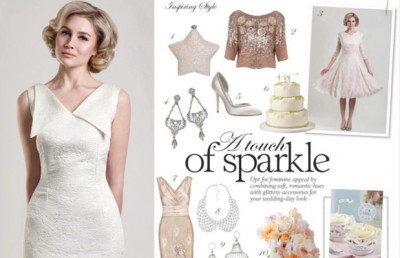 Inspiring Style
1
2
3
4
5
6
A touch
of sparkle
Opt for feminine appeal by
combining soft, romantic hues
with glittery accessories for
your wedding-day look
7
8
9
10